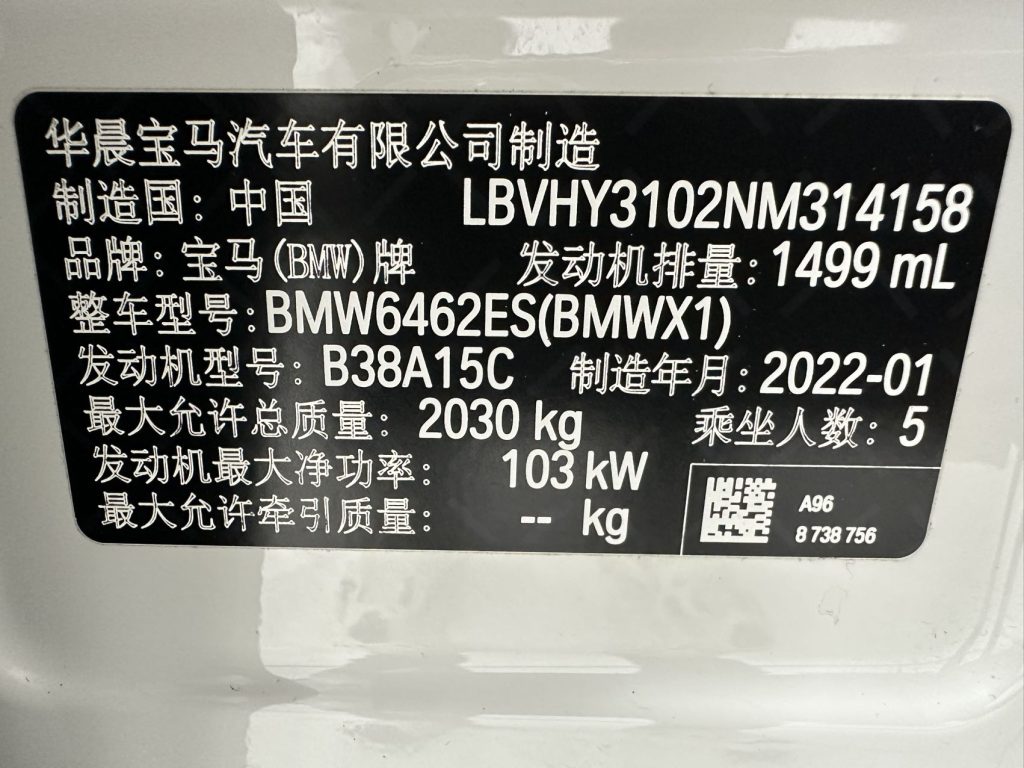 华晨宝马汽车有限公司制造
制造国：中国 LBVHY3102NM314158
品牌：宝马(BMW)牌 发动机排量：1499 mL
整车型号：BMW6462ES(BMWX1)
发动机型号：B38A15C 制造年月：2022-01
最大允许总质量：2030 kg 乘坐人数：5
发动机最大净功率：103 kW
最大允许牵引质量：-- kg
A96
8 738 756